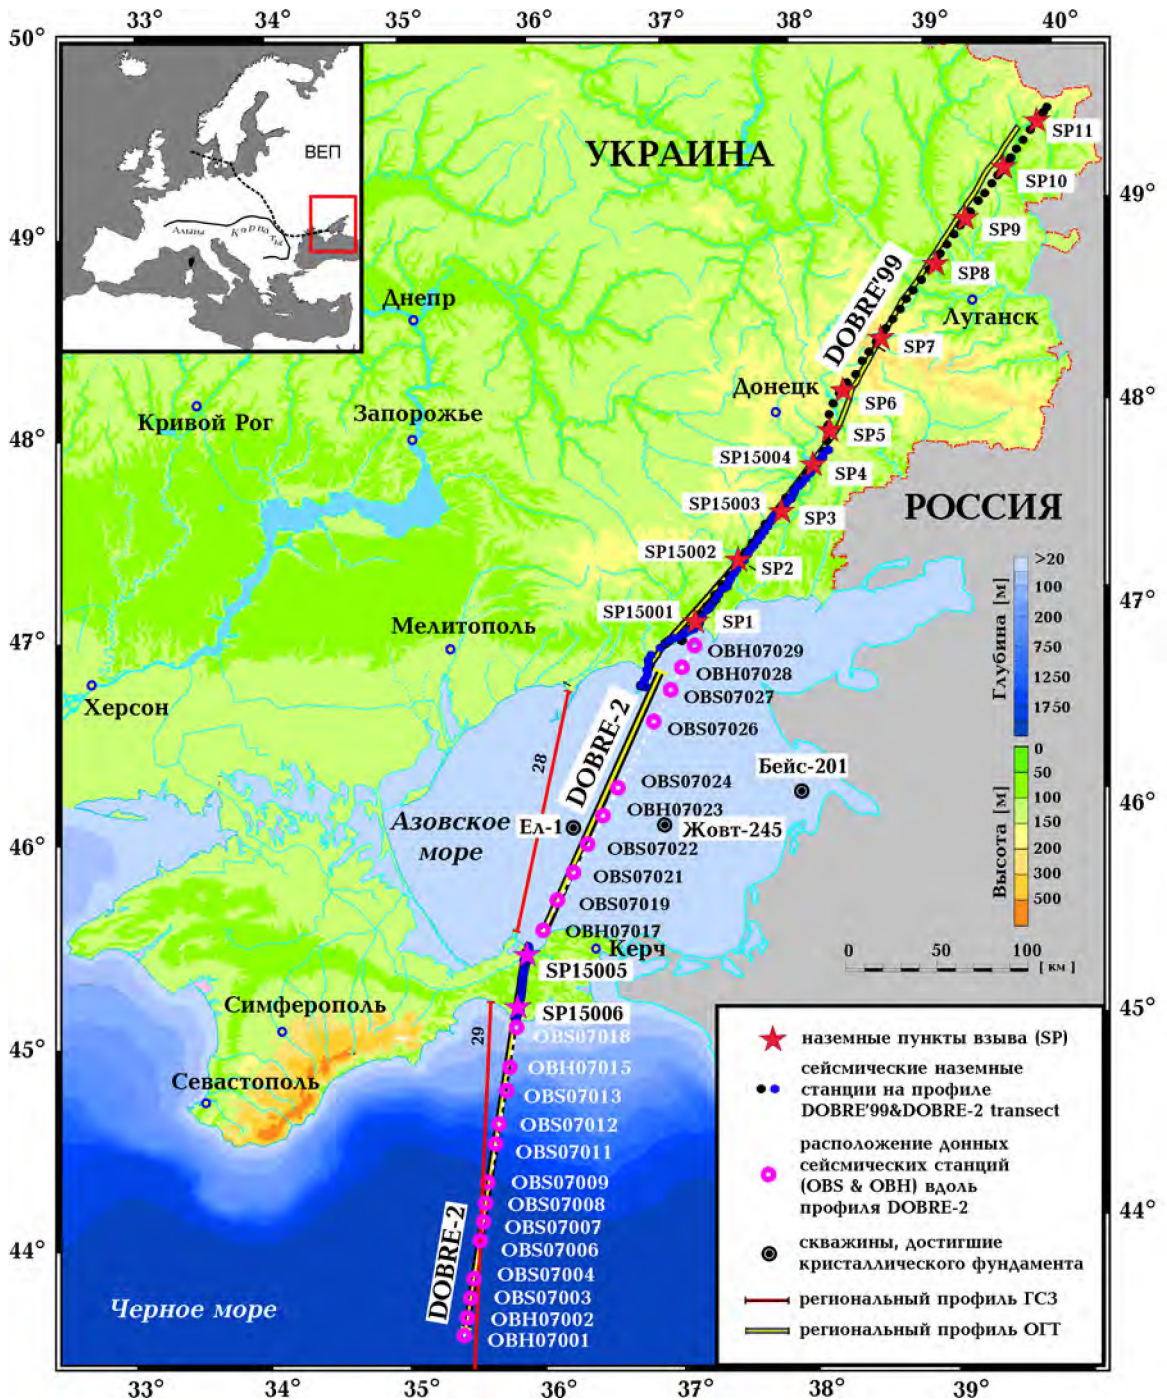 33° 34° 35° 36° 37° 38° 39° 40°
50°
ВЕП
Альпы
Карпаты
УКРАИНА
SP11
SP10
49°
49°
SP9
SP8
DOBRE'99
Днепр
Луганск
SP7
Донецк
48°
Кривой Рог
Запорожье
SP6
SP5
48°
SP15004
SP4
SP15003
SP3
РОССИЯ
SP15002
SP2
>20
100
200
750
1250
1750
Глубина [м]
47°
SP15001
SP1
Мелитополь
47°
OBH07029
OBH07028
OBS07027
Херсон
1
DOBRE-2
OBS07026
28
0
50
100
150
200
300
500
Высота [м]
Бейс-201
OBS07024
46°
Азовское
море
Ел-1
OBH07023
Жовт-245
46°
OBS07022
OBS07021
OBS07019
OBH07017
Керч
0 50 100
[ км ]
SP15005
Симферополь
SP15006
45°
29
OBS07018
45°
Севастополь
OBH07015
OBS07013
OBS07012
OBS07011
OBS07009
OBS07008
44°
OBS07007
44°
OBS07006
DOBRE-2
OBS07004
OBS07003
Черное море
OBH07002
OBH07001
наземные пункты взыва (SP)
сейсмические наземные
станции на профиле
DOBRE'99&DOBRE-2 transect
расположение донных
сейсмических станций
(OBS & OBH) вдоль
профиля DOBRE-2
скважины, достигшие
кристаллического фундамента
региональный профиль ГСЗ
региональный профиль ОГТ
33° 34° 35° 36° 37° 38° 39°